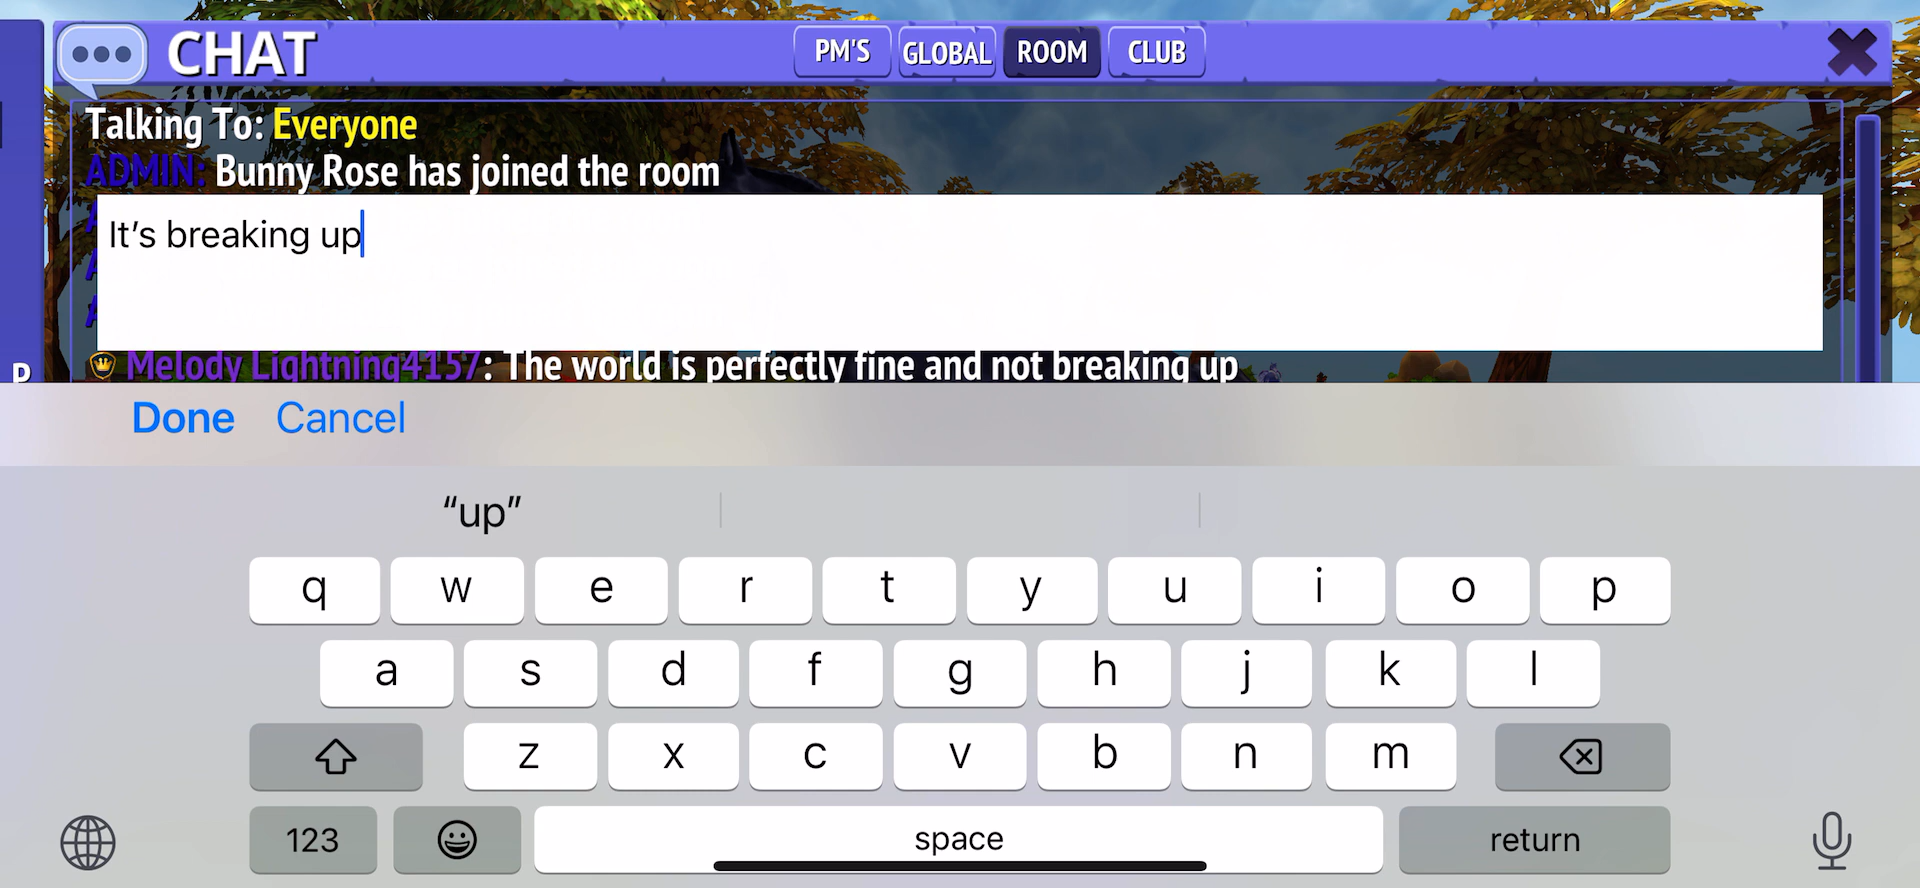 CHAT
PM'S GLOBAL ROOM CLUB
Talking To: Everyone
ADMIN: Bunny Rose has joined the room
It’s breaking up
Melody Lightning4157: The world is perfectly fine and not breaking up
P
Done Cancel
“up”
q w e r t y u i o p
a s d f g h j k l
z x c v b n m
123 space return